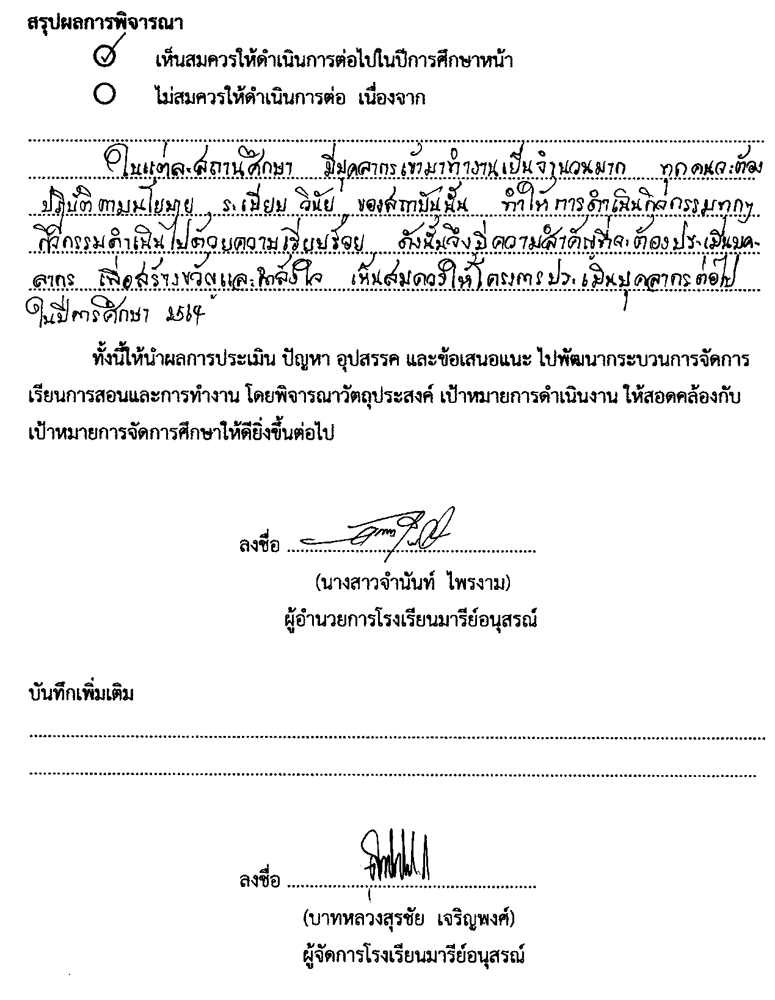 สรุปผลการพิจารณา
เห็นสมควรให้ดำเนินการต่อไปในปีการศึกษาหน้า
ไม่สมควรให้ดำเนินการต่อ เนื่องจาก
ในแต่ละสถานศึกษา มีบุคลากรเข้ามาทำงานเป็นจำนวนมาก ทุกคนจะต้อง
ปฏิบัติตามนโยบาย ระเบียบ วินัย ของสถาบันนั้น ทำให้การดำเนินกิจกรรมทุกๆ
กิจกรรมดำเนินไปด้วยความเรียบร้อย ดังนั้นจึงมีความสำคัญที่จะต้องประเมินบุค-
ลากร เพื่อสร้างขวัญและกำลังใจ เห็นสมควรให้โครงการประเมินบุคลากรต่อไป
ในปีการศึกษา 2564
ทั้งนี้ให้นำผลการประเมิน ปัญหา อุปสรรค และข้อเสนอแนะ ไปพัฒนากระบวนการจัดการ
เรียนการสอนและการทำงาน โดยพิจารณาวัตถุประสงค์ เป้าหมายการดำเนินงาน ให้สอดคล้องกับ
เป้าหมายการจัดการศึกษาให้ดียิ่งขึ้นต่อไป
ลงชื่อ
(นางสาวจำนันท์ ไพรงาม)
ผู้อำนวยการโรงเรียนมารีย์อนุสรณ์
บันทึกเพิ่มเติม
ลงชื่อ
(บาทหลวงสุรชัย เจริญพงศ์)
ผู้จัดการโรงเรียนมารีย์อนุสรณ์